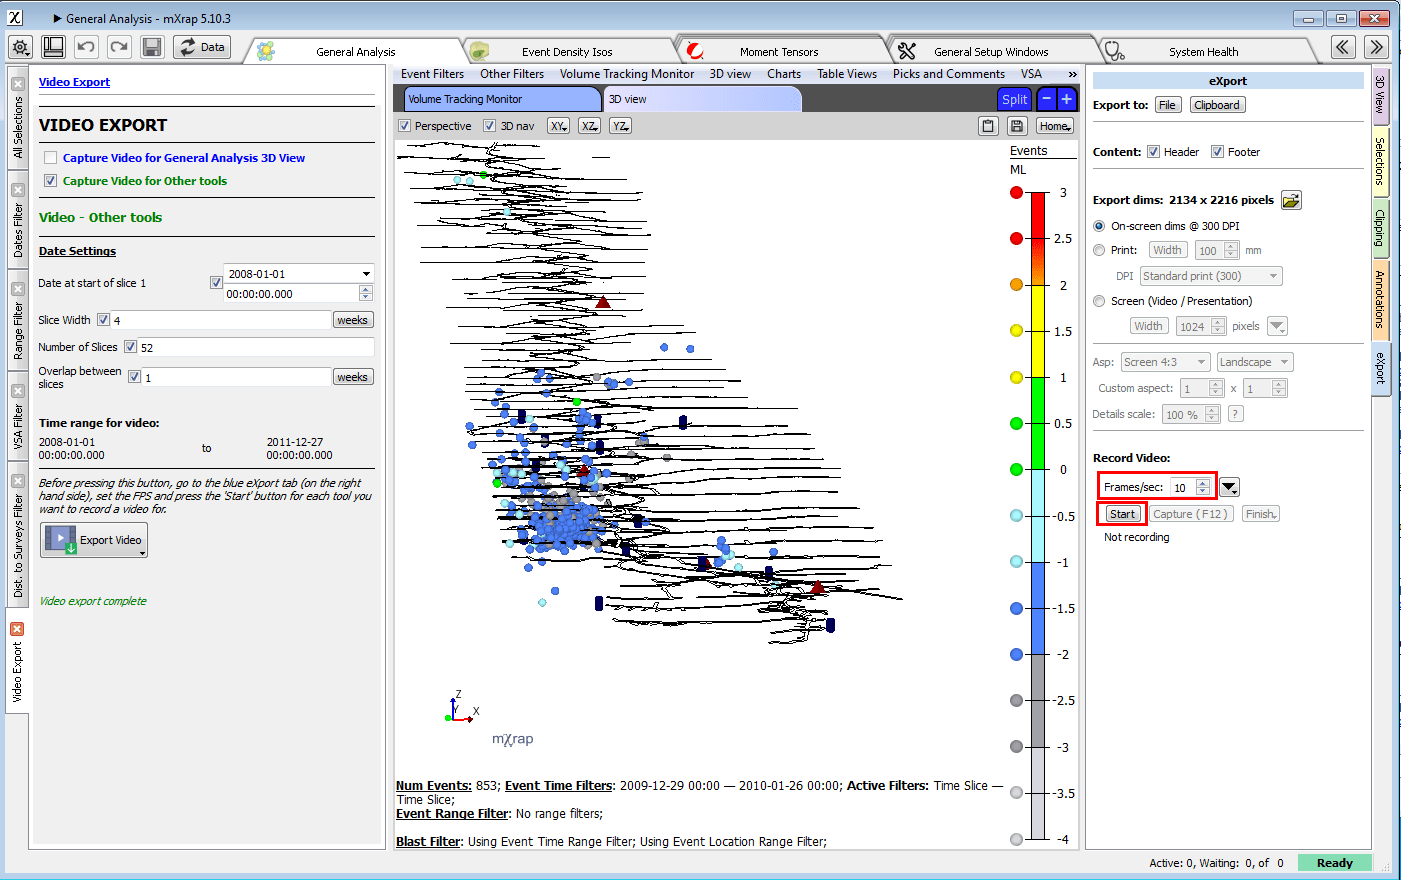 General Analysis - mXrap 5.10.3
Data
General Analysis
Event Density Isos
Moment Tensors
General Setup Windows
System Health
All Selections
Dates Filter
Range Filter
VSA Filter
Dist. to Surveys Filter
Video Export
Video Export
VIDEO EXPORT
Capture Video for General Analysis 3D View
Capture Video for Other tools
Video - Other tools
Date Settings
Date at start of slice 1
2008-01-01
00:00:00.000
Slice Width 4 weeks
Number of Slices 52
Overlap between
slices
1 weeks
Time range for video:
2008-01-01
00:00:00.000
to
2011-12-27
00:00:00.000
Before pressing this button, go to the blue eXport tab (on the right
hand side), set the FPS and press the 'Start' button for each tool you
want to record a video for.
Export Video
Video export complete
Event Filters Other Filters Volume Tracking Monitor 3D view Charts Table Views Picks and Comments VSA »
Volume Tracking Monitor
3D view
Split
− +
Perspective 3D nav XY XZ YZ Home
Events
ML
3
2.5
2
1.5
1
0.5
0
-0.5
-1
-1.5
-2
-2.5
-3
-3.5
-4
Z
Y
X
mXrap
Num Events: 853; Event Time Filters: 2009-12-29 00:00 — 2010-01-26 00:00; Active Filters: Time Slice —
Time Slice;
Event Range Filter: No range filters;
Blast Filter: Using Event Time Range Filter; Using Event Location Range Filter;
eXport
Export to: File Clipboard
Content: Header Footer
Export dims: 2134 x 2216 pixels
On-screen dims @ 300 DPI
Print: Width 100 mm
DPI Standard print (300)
Screen (Video / Presentation)
Width 1024 pixels
Asp: Screen 4:3 Landscape
Custom aspect: 1 x 1
Details scale: 100 % ?
Record Video:
Frames/sec: 10
Start Capture ( F12 ) Finish
Not recording
3D View
Selections
Clipping
Annotations
eXport
Active: 0, Waiting: 0, of 0
Ready